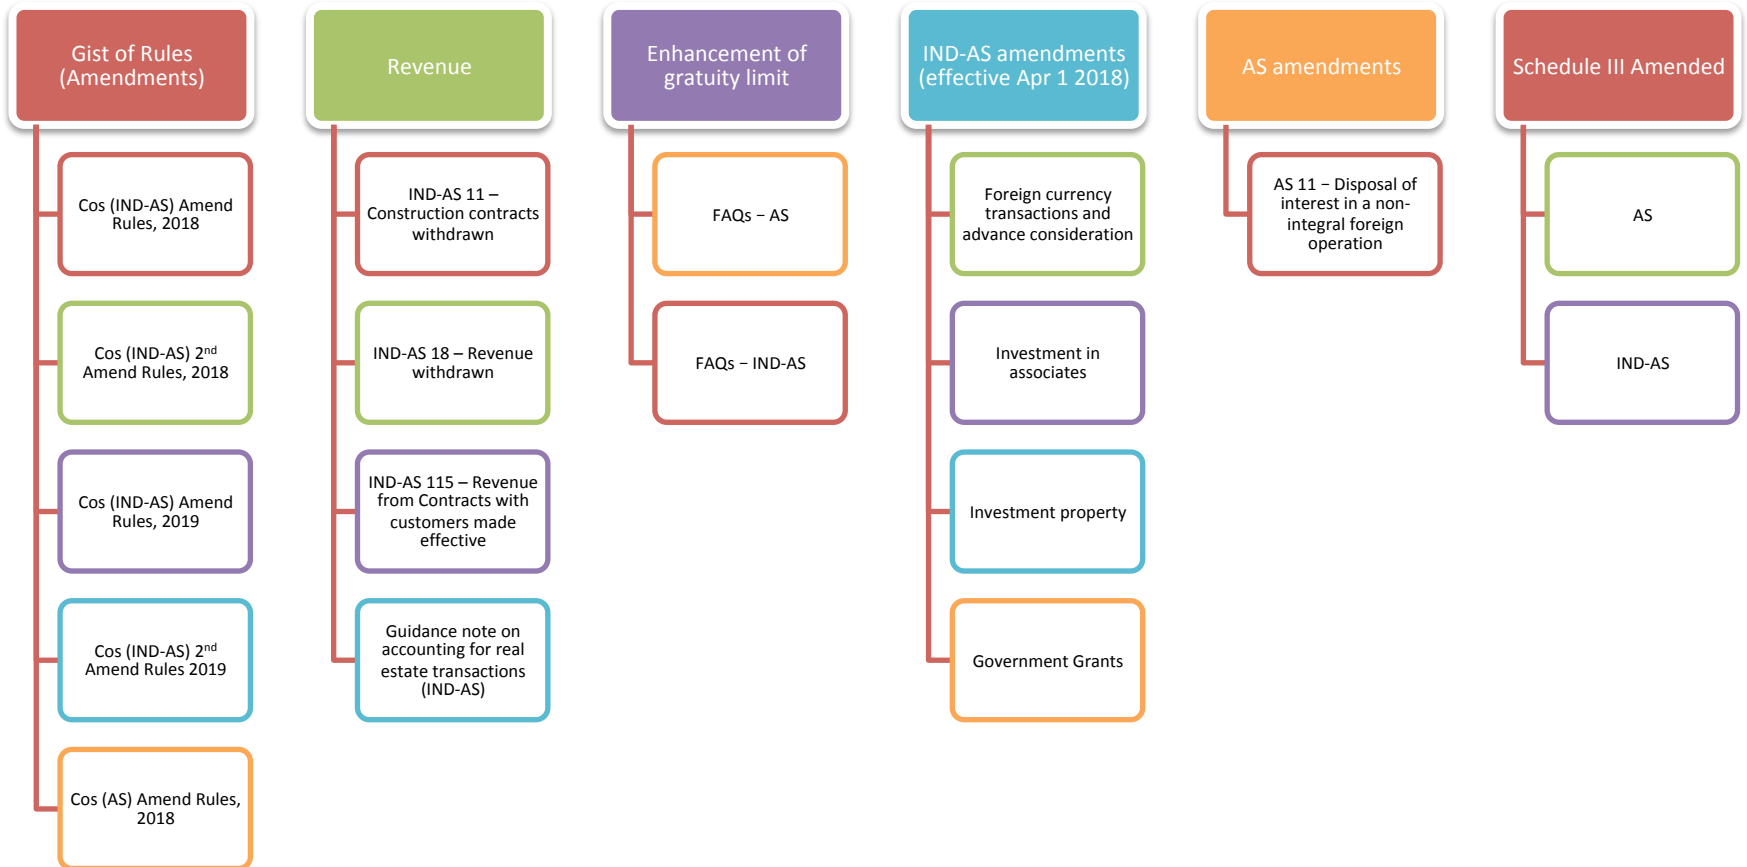 Gist of Rules
(Amendments)
Cos (IND-AS) Amend
Rules, 2018
Cos (IND-AS) 2nd
Amend Rules, 2018
Cos (IND-AS) Amend
Rules, 2019
Cos (IND-AS) 2nd
Amend Rules 2019
Cos (AS) Amend Rules,
2018
Revenue
IND-AS 11 –
Construction contracts
withdrawn
IND-AS 18 – Revenue
withdrawn
IND-AS 115 – Revenue
from Contracts with
customers made
effective
Guidance note on
accounting for real
estate transactions
(IND-AS)
Enhancement of
gratuity limit
FAQs – AS
FAQs – IND-AS
IND-AS amendments
(effective Apr 1 2018)
Foreign currency
transactions and
advance consideration
Investment in
associates
Investment property
Government Grants
AS amendments
AS 11 – Disposal of
interest in a non-
integral foreign
operation
Schedule III Amended
AS
IND-AS